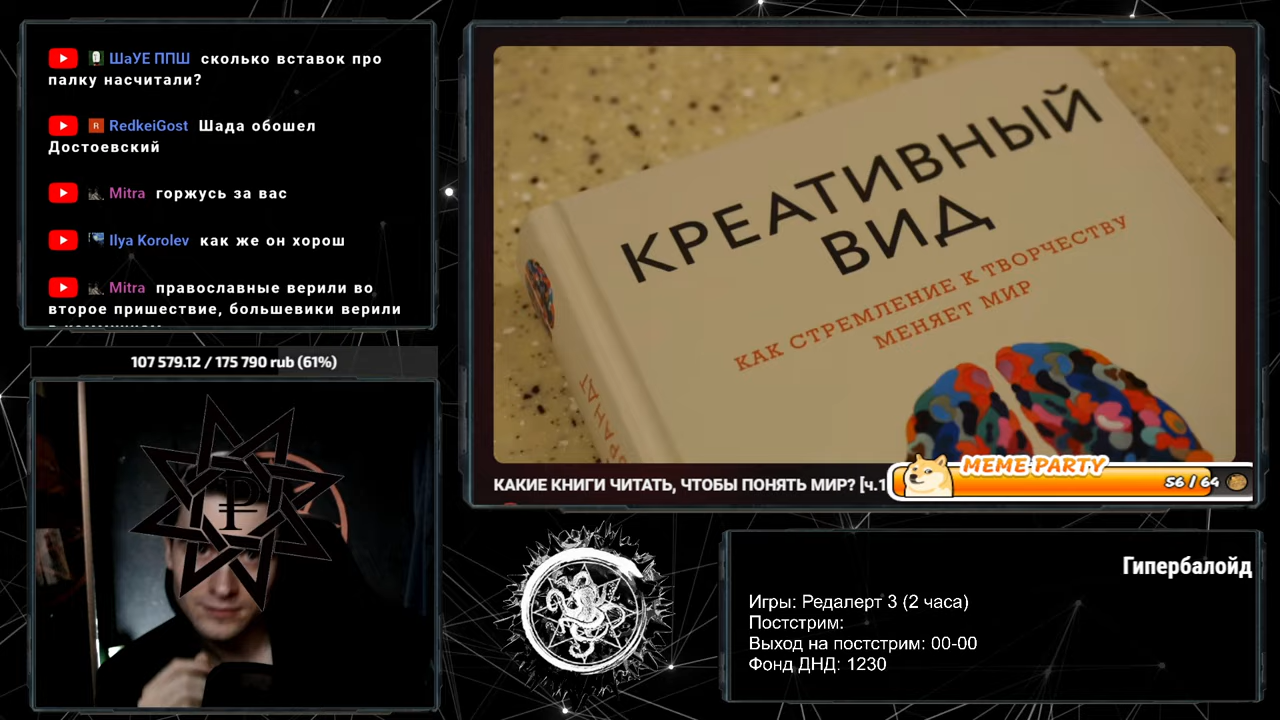 ШаУЕ ППШ сколько вставок про
палку насчитали?
RedkeiGost Шада обошел
Достоевский
Mitra горжусь за вас
Ilya Korolev как же он хорош
Mitra православные верили во
второе пришествие, большевики верили
107 579.12 / 175 790 rub (61%)
КРЕАТИВНЫЙ
ВИД
КАК СТРЕМЛЕНИЕ К ТВОРЧЕСТВУ
МЕНЯЕТ МИР
MEME PARTY
56 / 64
КАКИЕ КНИГИ ЧИТАТЬ, ЧТОБЫ ПОНЯТЬ МИР? [ч.1
Гипербалойд
Игры: Редалерт 3 (2 часа)
Постстрим:
Выход на постстрим: 00-00
Фонд ДНД: 1230